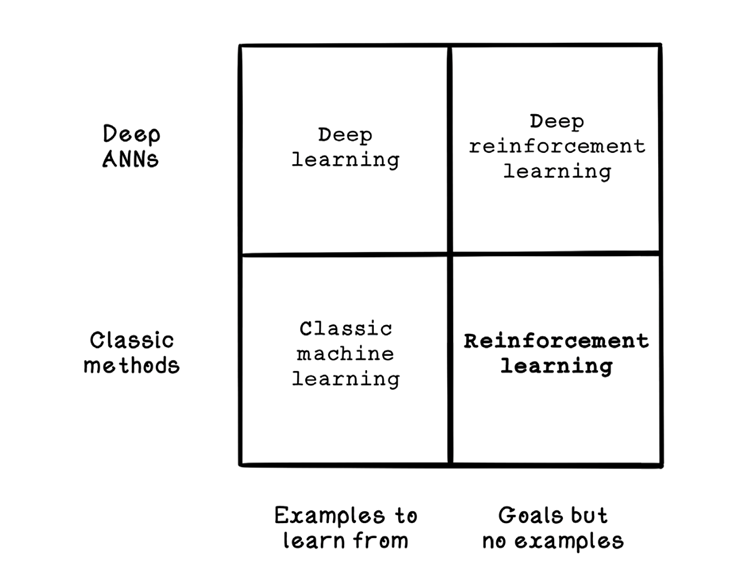 Deep
ANNs
Deep
learning
Deep
reinforcement
learning
Classic
methods
Classic
machine
learning
Reinforcement
learning
Examples to
learn from
Goals but
no examples